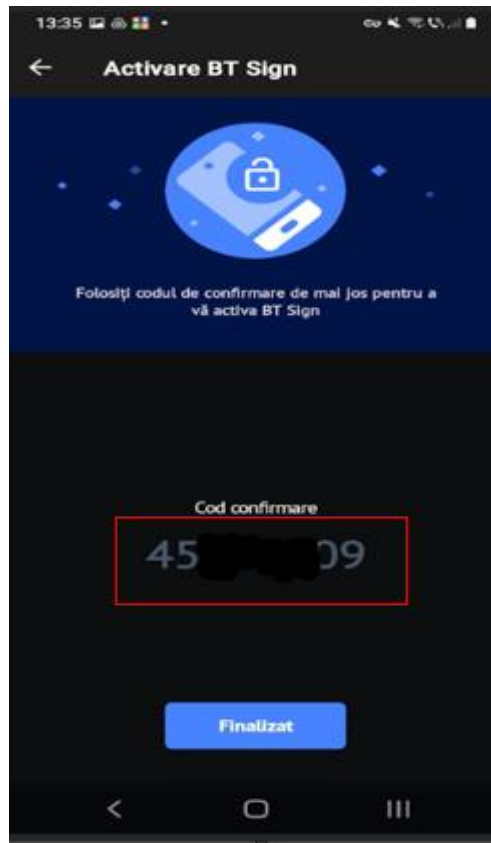 13:35
Activare BT Sign
Folosiți codul de confirmare de mai jos pentru a
vă activa BT Sign
Cod confirmare
45 09
Finalizat